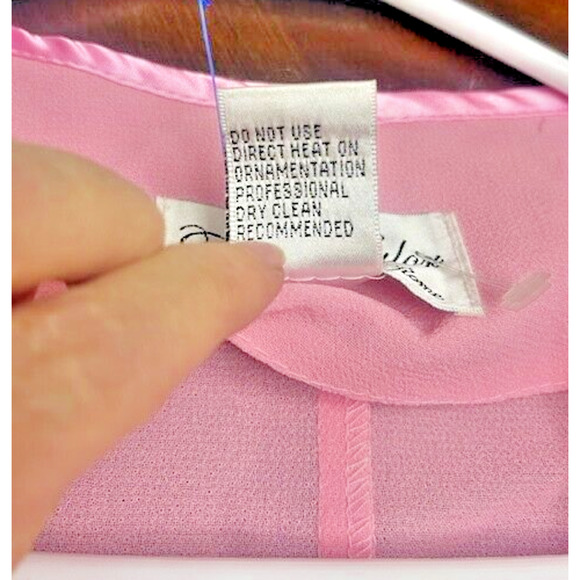 DO NOT USE
DIRECT HEAT ON
ORNAMENTATION
PROFESSIONAL
DRY CLEAN
RECOMMENDED